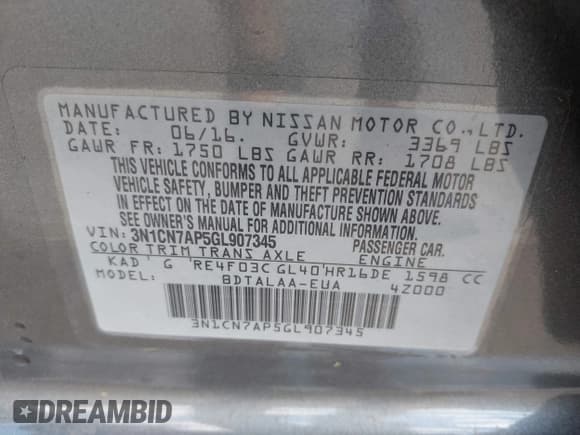 MANUFACTURED BY NISSAN MOTOR CO., LTD.
DATE: 06/16. GVWR: 3369 LBS
GAWR FR: 1750 LBS GAWR RR: 1708 LBS
THIS VEHICLE CONFORMS TO ALL APPLICABLE FEDERAL MOTOR
VEHICLE SAFETY, BUMPER AND THEFT PREVENTION STANDARDS
IN EFFECT ON THE DATE OF MANUFACTURE SHOWN ABOVE.
SEE OWNER'S MANUAL FOR ADDITIONAL INFORMATION.
VIN: 3N1CN7AP5GL907345 PASSENGER CAR.
COLOR TRIM TRANS AXLE ENGINE
KAD G RE4F03C GL40 HR16DE 1598 CC
MODEL: BDTALAA-EUA 4Z000
3N1CN7AP5GL907345
DREAMBID